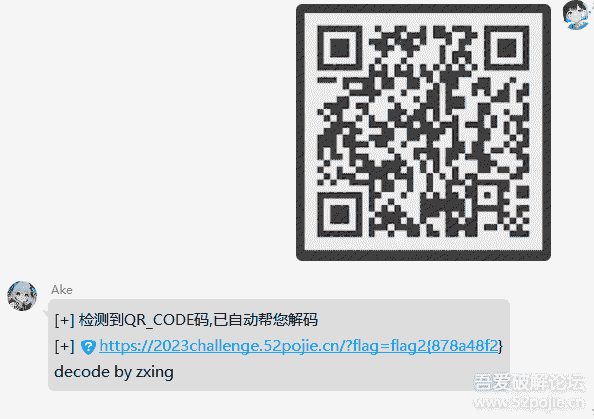 Ake
[+] 检测到QR_CODE码,已自动帮您解码
[+] https://2023challenge.52pojie.cn/?flag=flag2{878a48f2}
decode by zxing
吾爱破解论坛
www.52pojie.cn